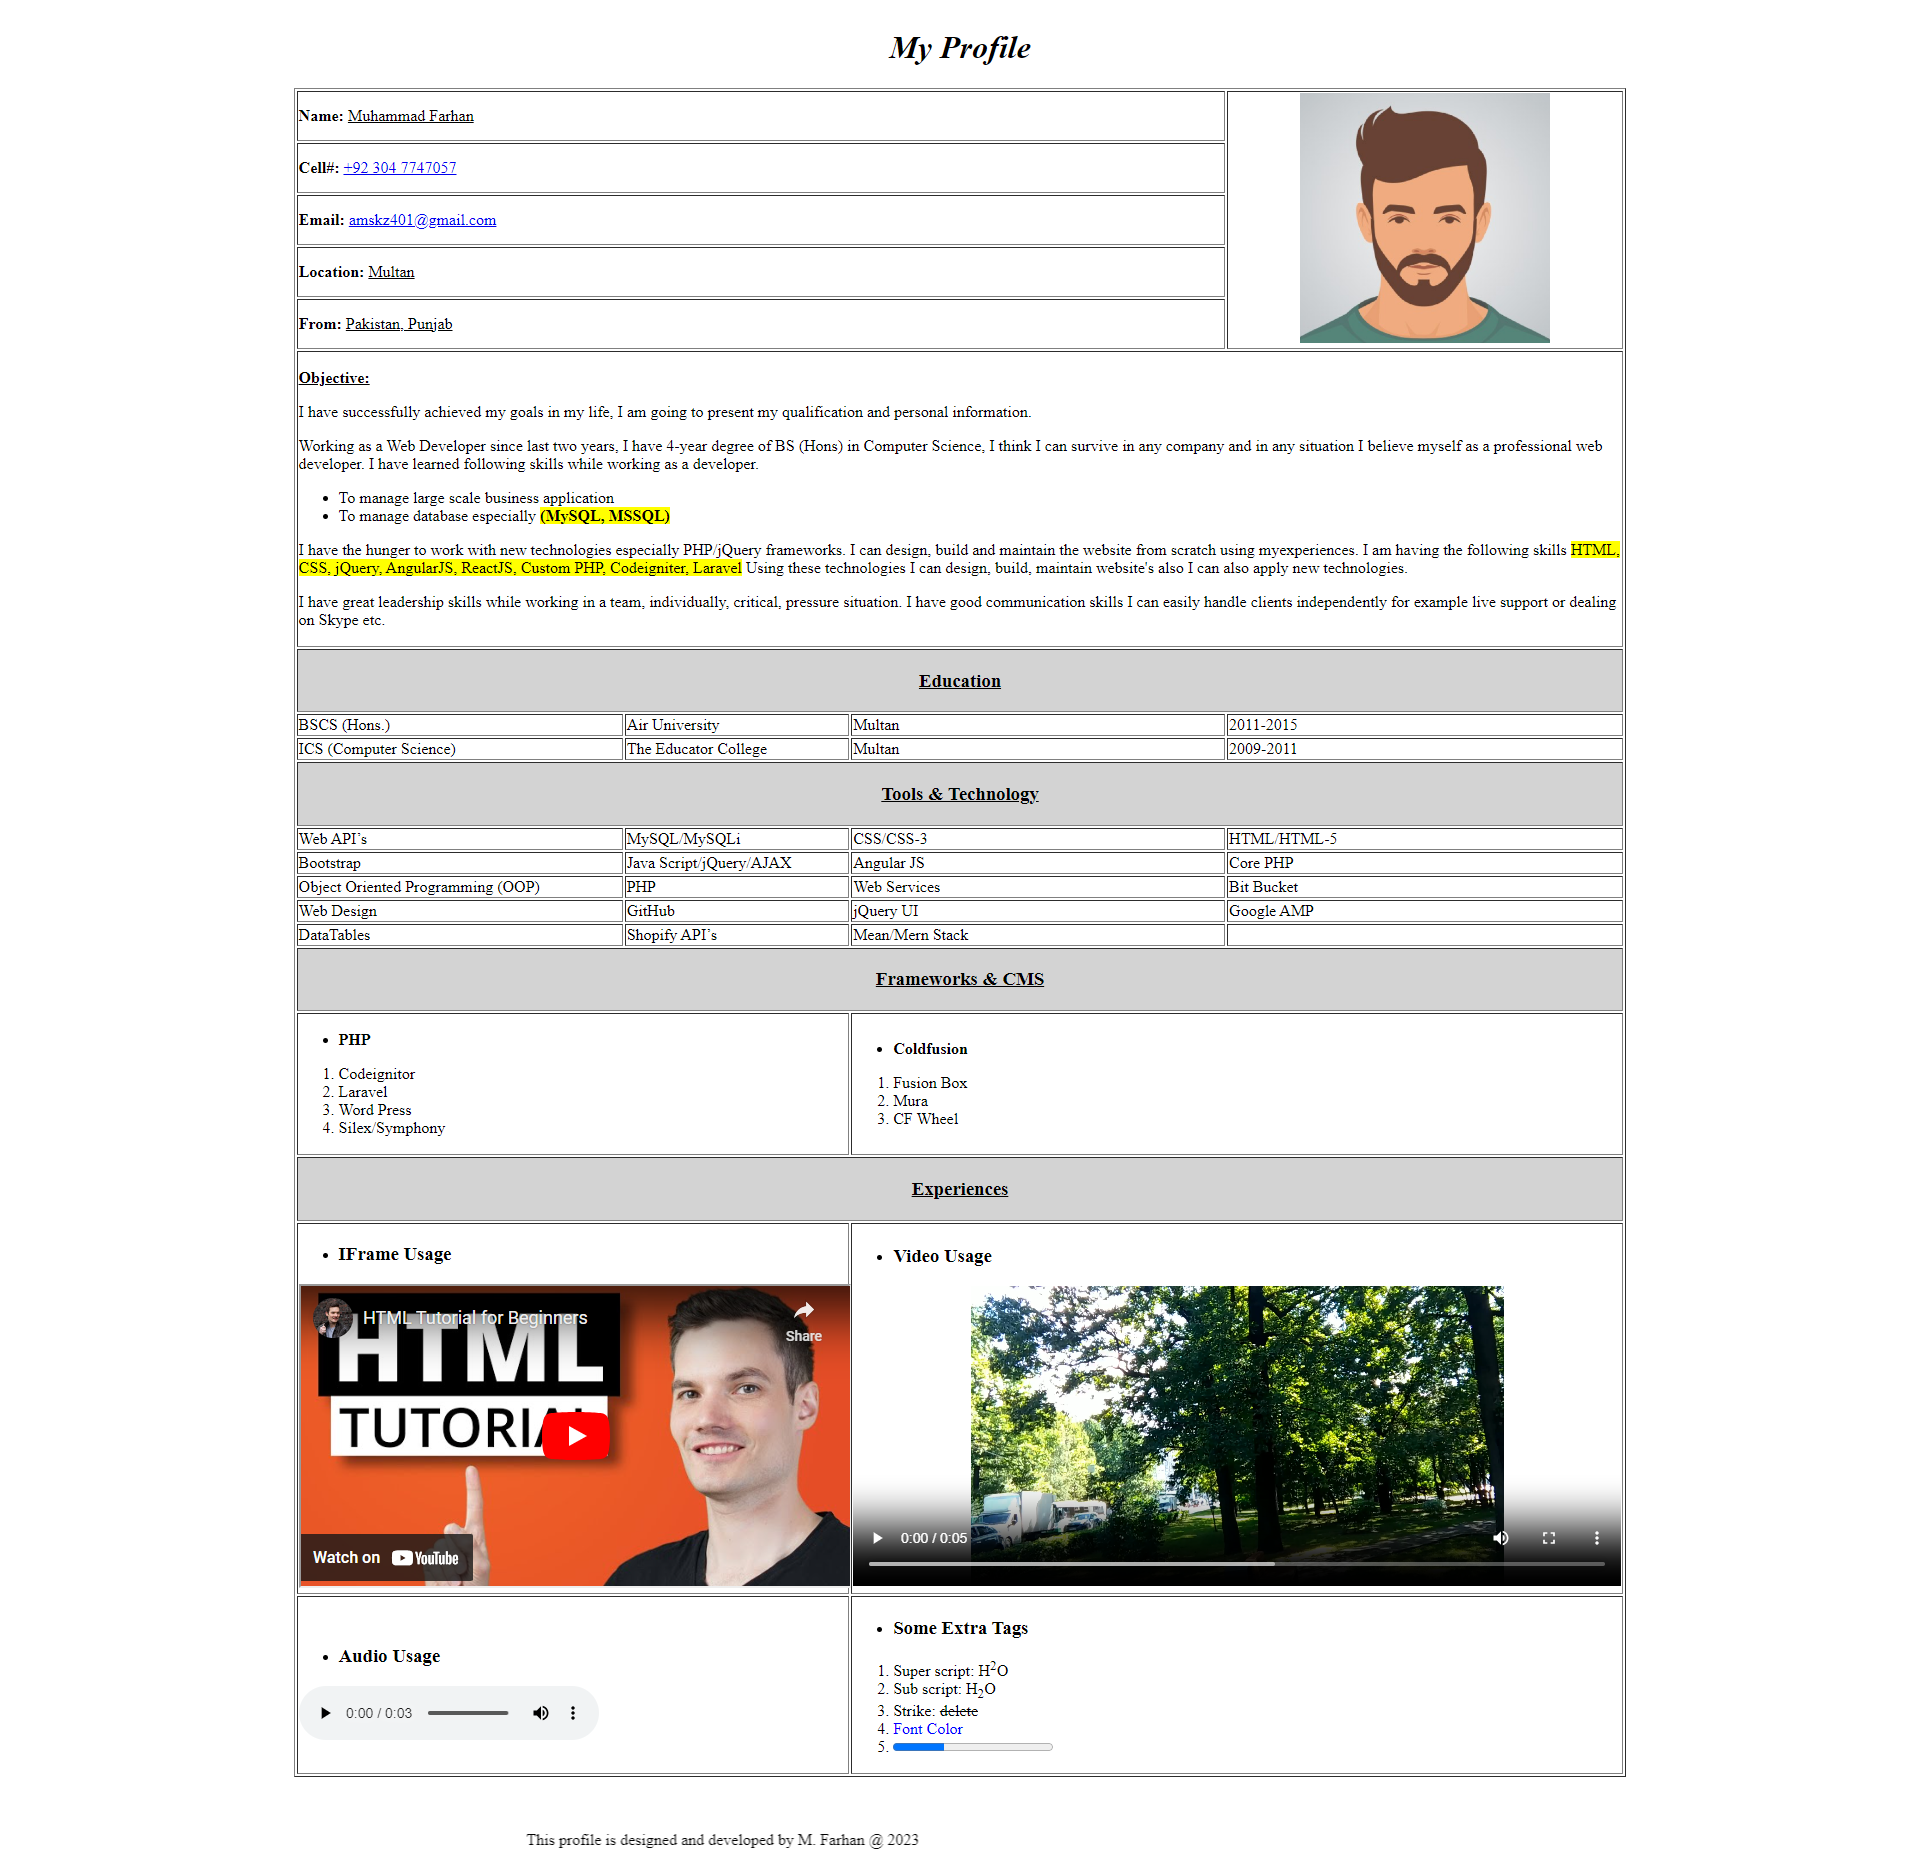 My Profile
Name: Muhammad Farhan
Cell#: +92 304 7747057
Email: amskz401@gmail.com
Location: Multan
From: Pakistan, Punjab
Objective:
I have successfully achieved my goals in my life, I am going to present my qualification and personal information.
Working as a Web Developer since last two years, I have 4-year degree of BS (Hons) in Computer Science, I think I can survive in any company and in any situation I believe myself as a professional web
developer. I have learned following skills while working as a developer.
• To manage large scale business application
• To manage database especially (MySQL, MSSQL)
I have the hunger to work with new technologies especially PHP/jQuery frameworks. I can design, build and maintain the website from scratch using myexperiences. I am having the following skills HTML,
CSS, jQuery, AngularJS, ReactJS, Custom PHP, Codeigniter, Laravel Using these technologies I can design, build, maintain website's also I can also apply new technologies.
I have great leadership skills while working in a team, individually, critical, pressure situation. I have good communication skills I can easily handle clients independently for example live support or dealing
on Skype etc.
Education
BSCS (Hons.) Air University Multan 2011-2015
ICS (Computer Science) The Educator College Multan 2009-2011
Tools & Technology
Web API’s MySQL/MySQLi CSS/CSS-3 HTML/HTML-5
Bootstrap Java Script/jQuery/AJAX Angular JS Core PHP
Object Oriented Programming (OOP) PHP Web Services Bit Bucket
Web Design GitHub jQuery UI Google AMP
DataTables Shopify API’s Mean/Mern Stack
Frameworks & CMS
• PHP
1. Codeignitor
2. Laravel
3. Word Press
4. Silex/Symphony
• Coldfusion
1. Fusion Box
2. Mura
3. CF Wheel
Experiences
• IFrame Usage
HTML Tutorial for Beginners
Share
HTML
TUTORIAL
Watch on YouTube
• Video Usage
0:00 / 0:05
• Audio Usage
0:00 / 0:03
• Some Extra Tags
1. Super script: H²O
2. Sub script: H₂O
3. Strike: delete
4. Font Color
5.
This profile is designed and developed by M. Farhan @ 2023